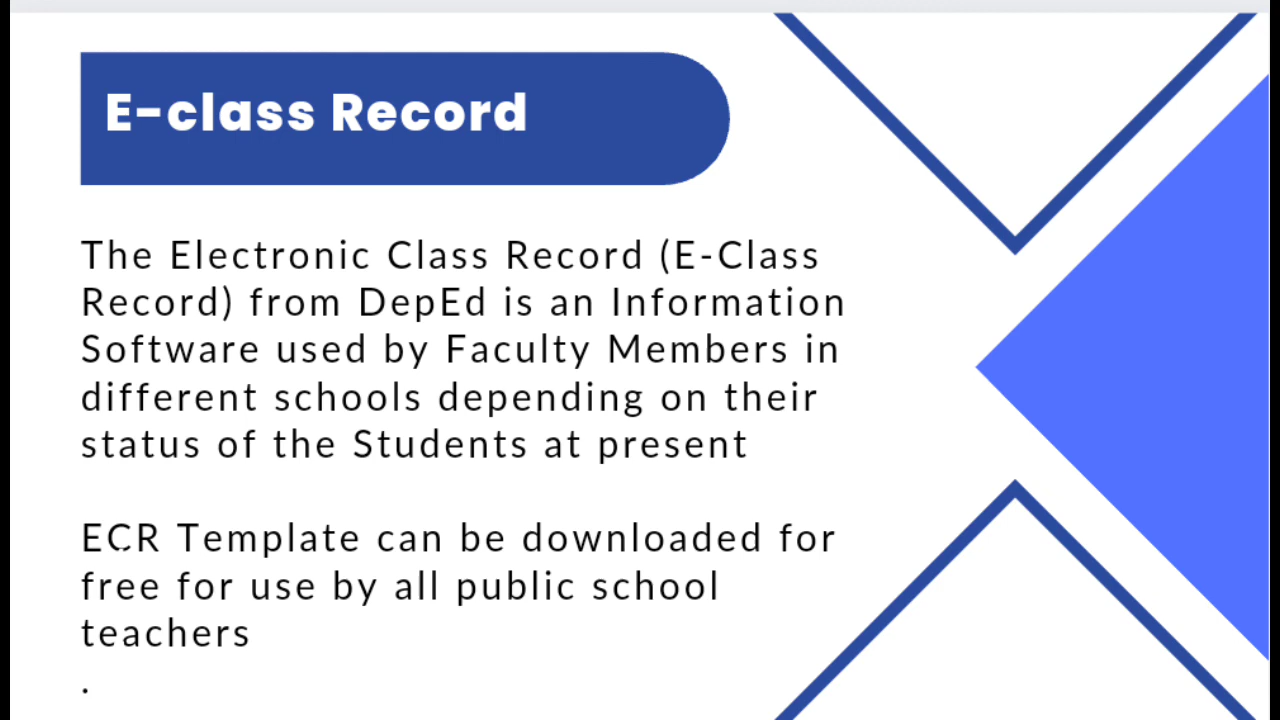 E-class Record
The Electronic Class Record (E-Class
Record) from DepEd is an Information
Software used by Faculty Members in
different schools depending on their
status of the Students at present
ECR Template can be downloaded for
free for use by all public school
teachers
.